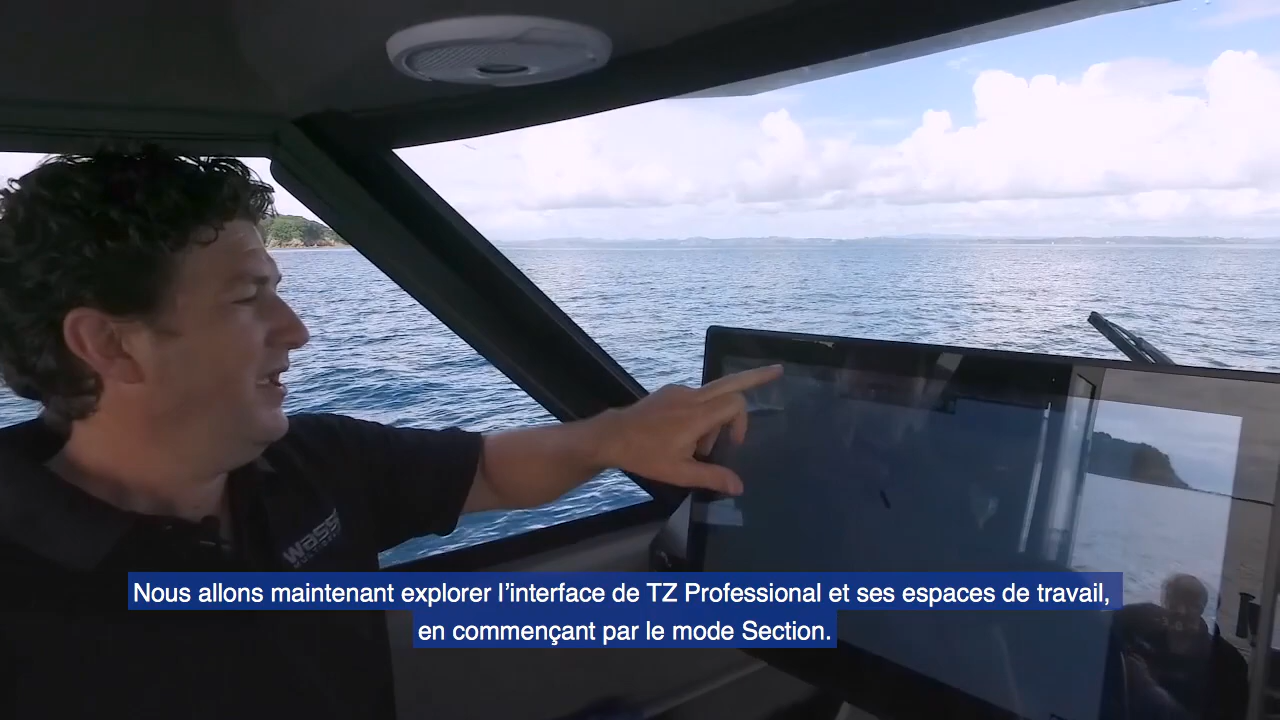 Nous allons maintenant explorer l’interface de TZ Professional et ses espaces de travail,
en commençant par le mode Section.